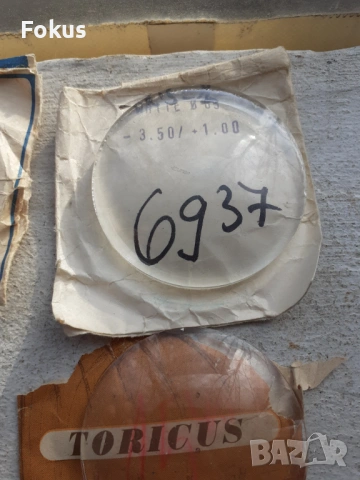 Fokus
- 3.50/ +1.00
6937
TORICUS
bazar